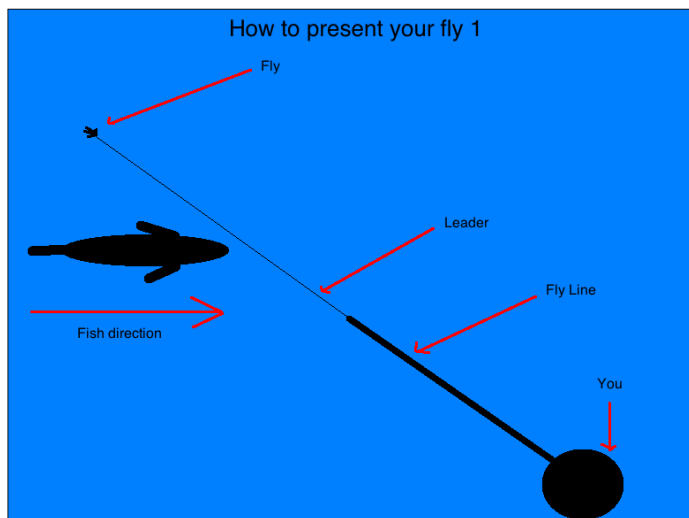 How to present your fly 1
Fly
Leader
Fly Line
Fish direction
You